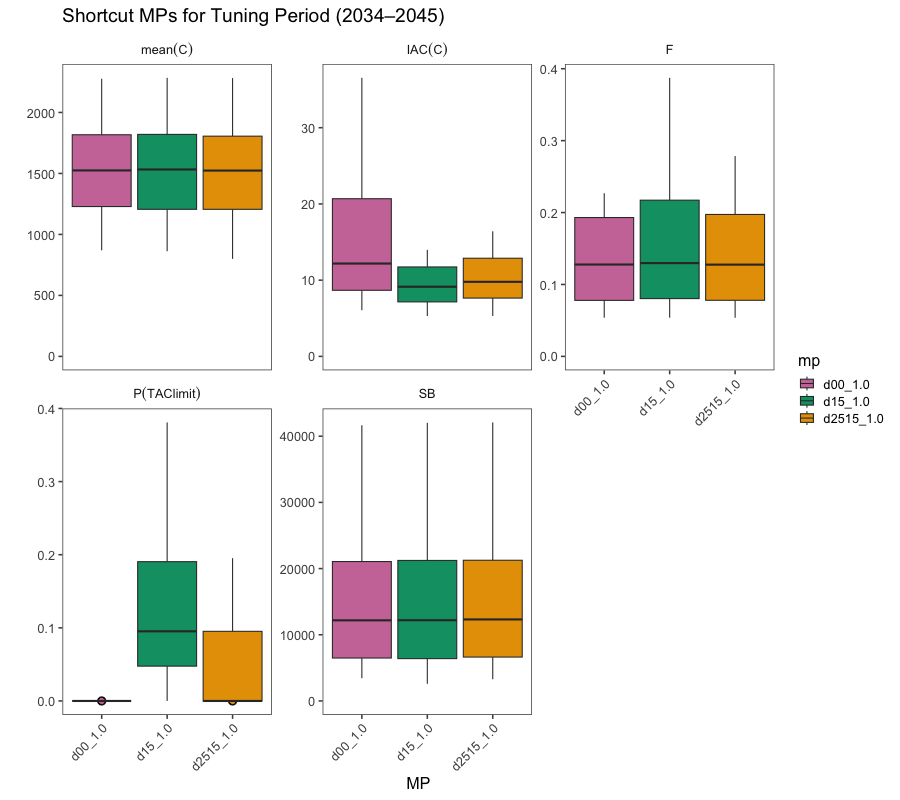 Shortcut MPs for Tuning Period (2034–2045)
mean(C)
IAC(C)
F
2000
1500
1000
500
0
30
20
10
0
0.4
0.3
0.2
0.1
0.0
d00_1.0
d15_1.0
d2515_1.0
mp
d00_1.0
d15_1.0
d2515_1.0
P(TAClimit)
SB
0.4
0.3
0.2
0.1
0.0
40000
30000
20000
10000
0
d00_1.0
d15_1.0
d2515_1.0
d00_1.0
d15_1.0
d2515_1.0
MP